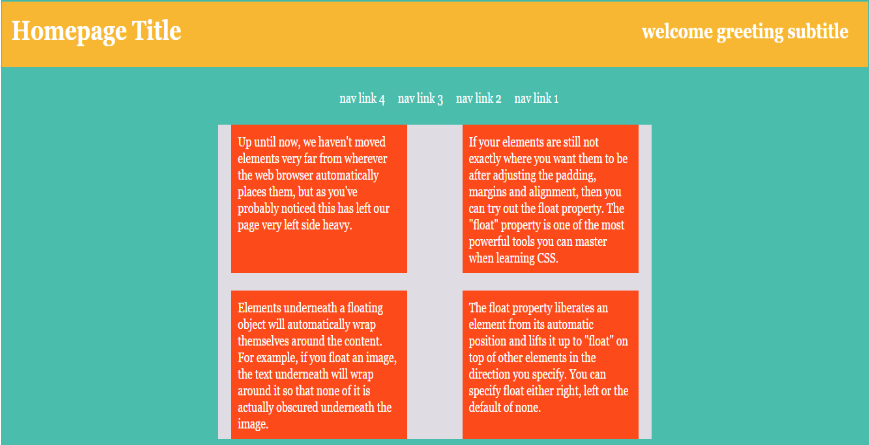 Homepage Title
welcome greeting subtitle
nav link 4 nav link 3 nav link 2 nav link 1
Up until now, we haven't moved
elements very far from wherever
the web browser automatically
places them, but as you've
probably noticed this has left our
page very left side heavy.
If your elements are still not
exactly where you want them to be
after adjusting the padding,
margins and alignment, then you
can try out the float property. The
"float" property is one of the most
powerful tools you can master
when learning CSS.
Elements underneath a floating
object will automatically wrap
themselves around the content.
For example, if you float an image,
the text underneath will wrap
around it so that none of it is
actually obscured underneath the
image.
The float property liberates an
element from its automatic
position and lifts it up to "float" on
top of other elements in the
direction you specify. You can
specify float either right, left or the
default of none.